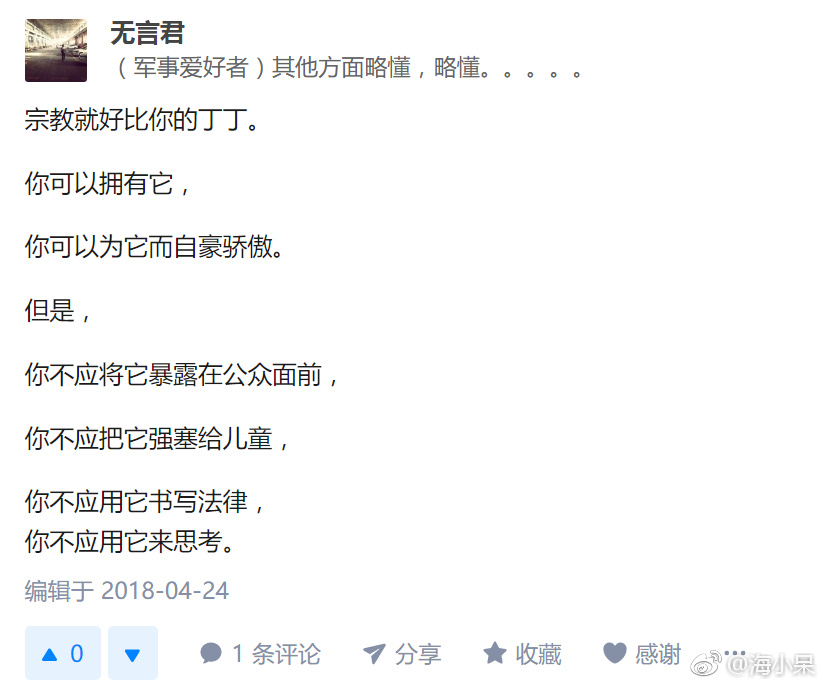 无言君
（军事爱好者）其他方面略懂，略懂。。。。。
宗教就好比你的丁丁。
你可以拥有它，
你可以为它而自豪骄傲。
但是，
你不应将它暴露在公众面前，
你不应把它强塞给儿童，
你不应用它书写法律，
你不应用它来思考。
编辑于 2018-04-24
0 1 条评论 分享 收藏 感谢 ...
@海小呆